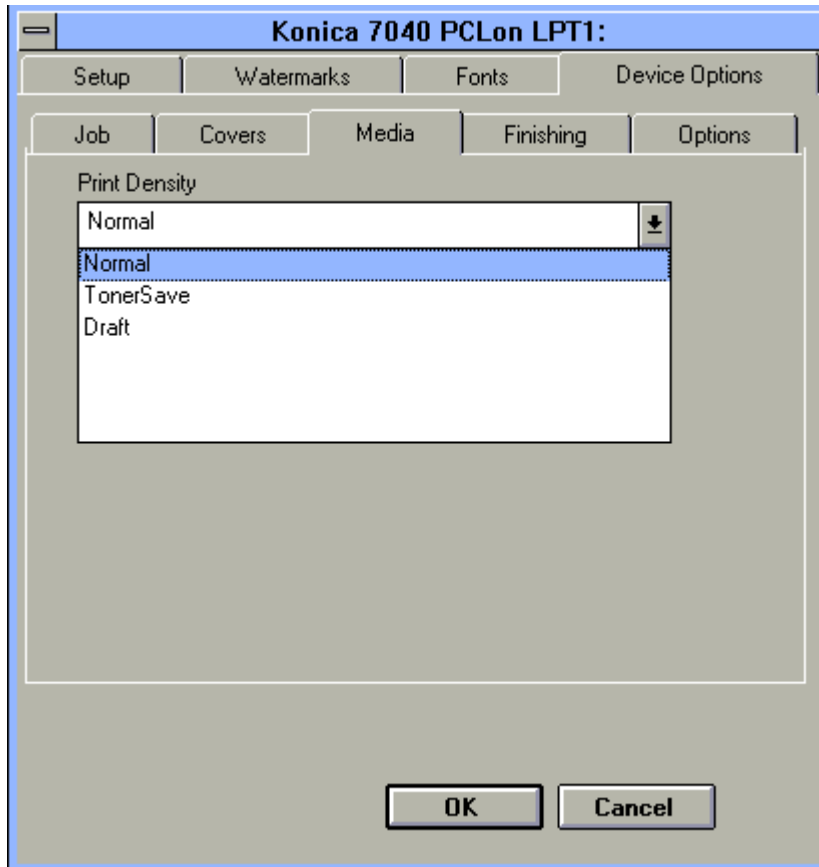 Konica 7040 PCLon LPT1:
Setup Watermarks Fonts Device Options
Job Covers Media Finishing Options
Print Density
Normal
Normal
TonerSave
Draft
OK Cancel